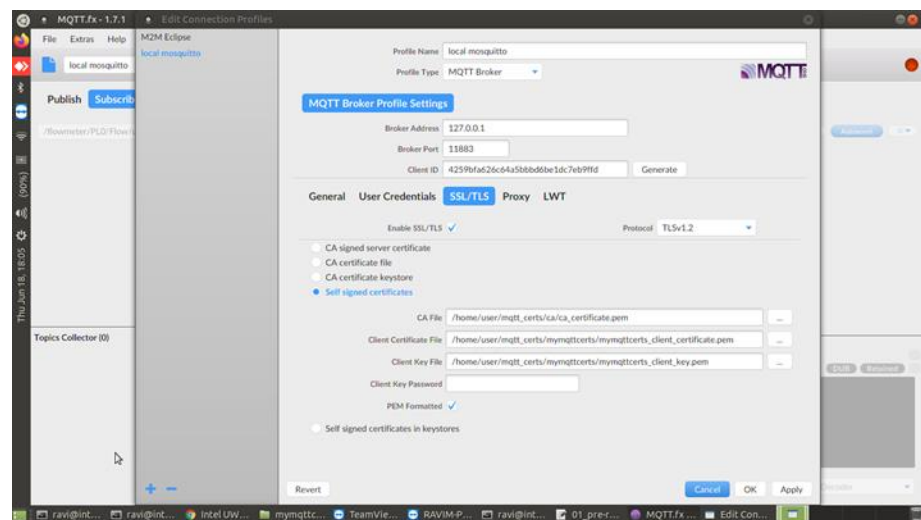 MQTT.fx - 1.7.1
Edit Connection Profiles
File Extras Help
M2M Eclipse
local mosquitto
local mosquitto
Publish
Subscrib
Profile Name local mosquitto
Profile Type MQTT Broker
MQTT
MQTT Broker Profile Settings
Broker Address 127.0.0.1
Broker Port 11883
Client ID 4259bfa626c64a5bbbd6be1dc7eb9ffd Generate
General User Credentials SSL/TLS Proxy LWT
Enable SSL/TLS
Protocol TLSv1.2
CA signed server certificate
CA certificate file
CA certificate keystore
Self signed certificates
CA File /home/user/mqtt_certs/ca/ca_certificate.pem ...
Client Certificate File /home/user/mqtt_certs/mymqttcerts/mymqttcerts_client_certificate.pem ...
Client Key File /home/user/mqtt_certs/mymqttcerts/mymqttcerts_client_key.pem ...
Client Key Password
PEM Formatted
Self signed certificates in keystores
Topics Collector (0)
Revert
Cancel OK Apply
(90%)
Thu Jun 18, 18:05
ravi@int... ravi@int... Intel UW... mymqttc... TeamVie... RAVIM-P... ravi@int... 01_pre-r... MQTT.fx ... Edit Con...